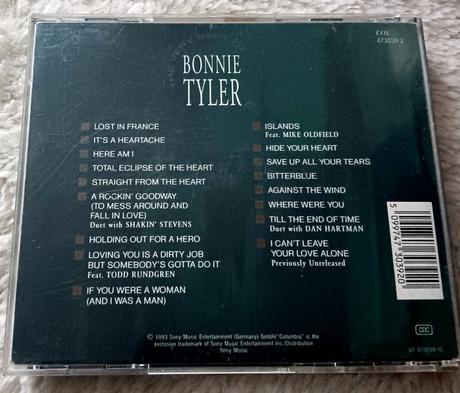 COL
473039 2
BONNIE
TYLER
LOST IN FRANCE
IT'S A HEARTACHE
HERE AM I
TOTAL ECLIPSE OF THE HEART
STRAIGHT FROM THE HEART
A ROCKIN' GOODWAY
(TO MESS AROUND AND
FALL IN LOVE)
Duet with SHAKIN' STEVENS
HOLDING OUT FOR A HERO
LOVING YOU IS A DIRTY JOB
BUT SOMEBODY'S GOTTA DO IT
Feat. TODD RUNDGREN
IF YOU WERE A WOMAN
(AND I WAS A MAN)
ISLANDS
Feat. MIKE OLDFIELD
HIDE YOUR HEART
SAVE UP ALL YOUR TEARS
BITTERBLUE
AGAINST THE WIND
WHERE WERE YOU
TILL THE END OF TIME
Duet with DAN HARTMAN
I CAN'T LEAVE
YOUR LOVE ALONE
Previously Unreleased
5 099747 303920
© 1993 Sony Music Entertainment (Germany) GmbH/"Columbia" is the
exclusive trademark of Sony Music Entertainment Inc./Distribution
Sony Music